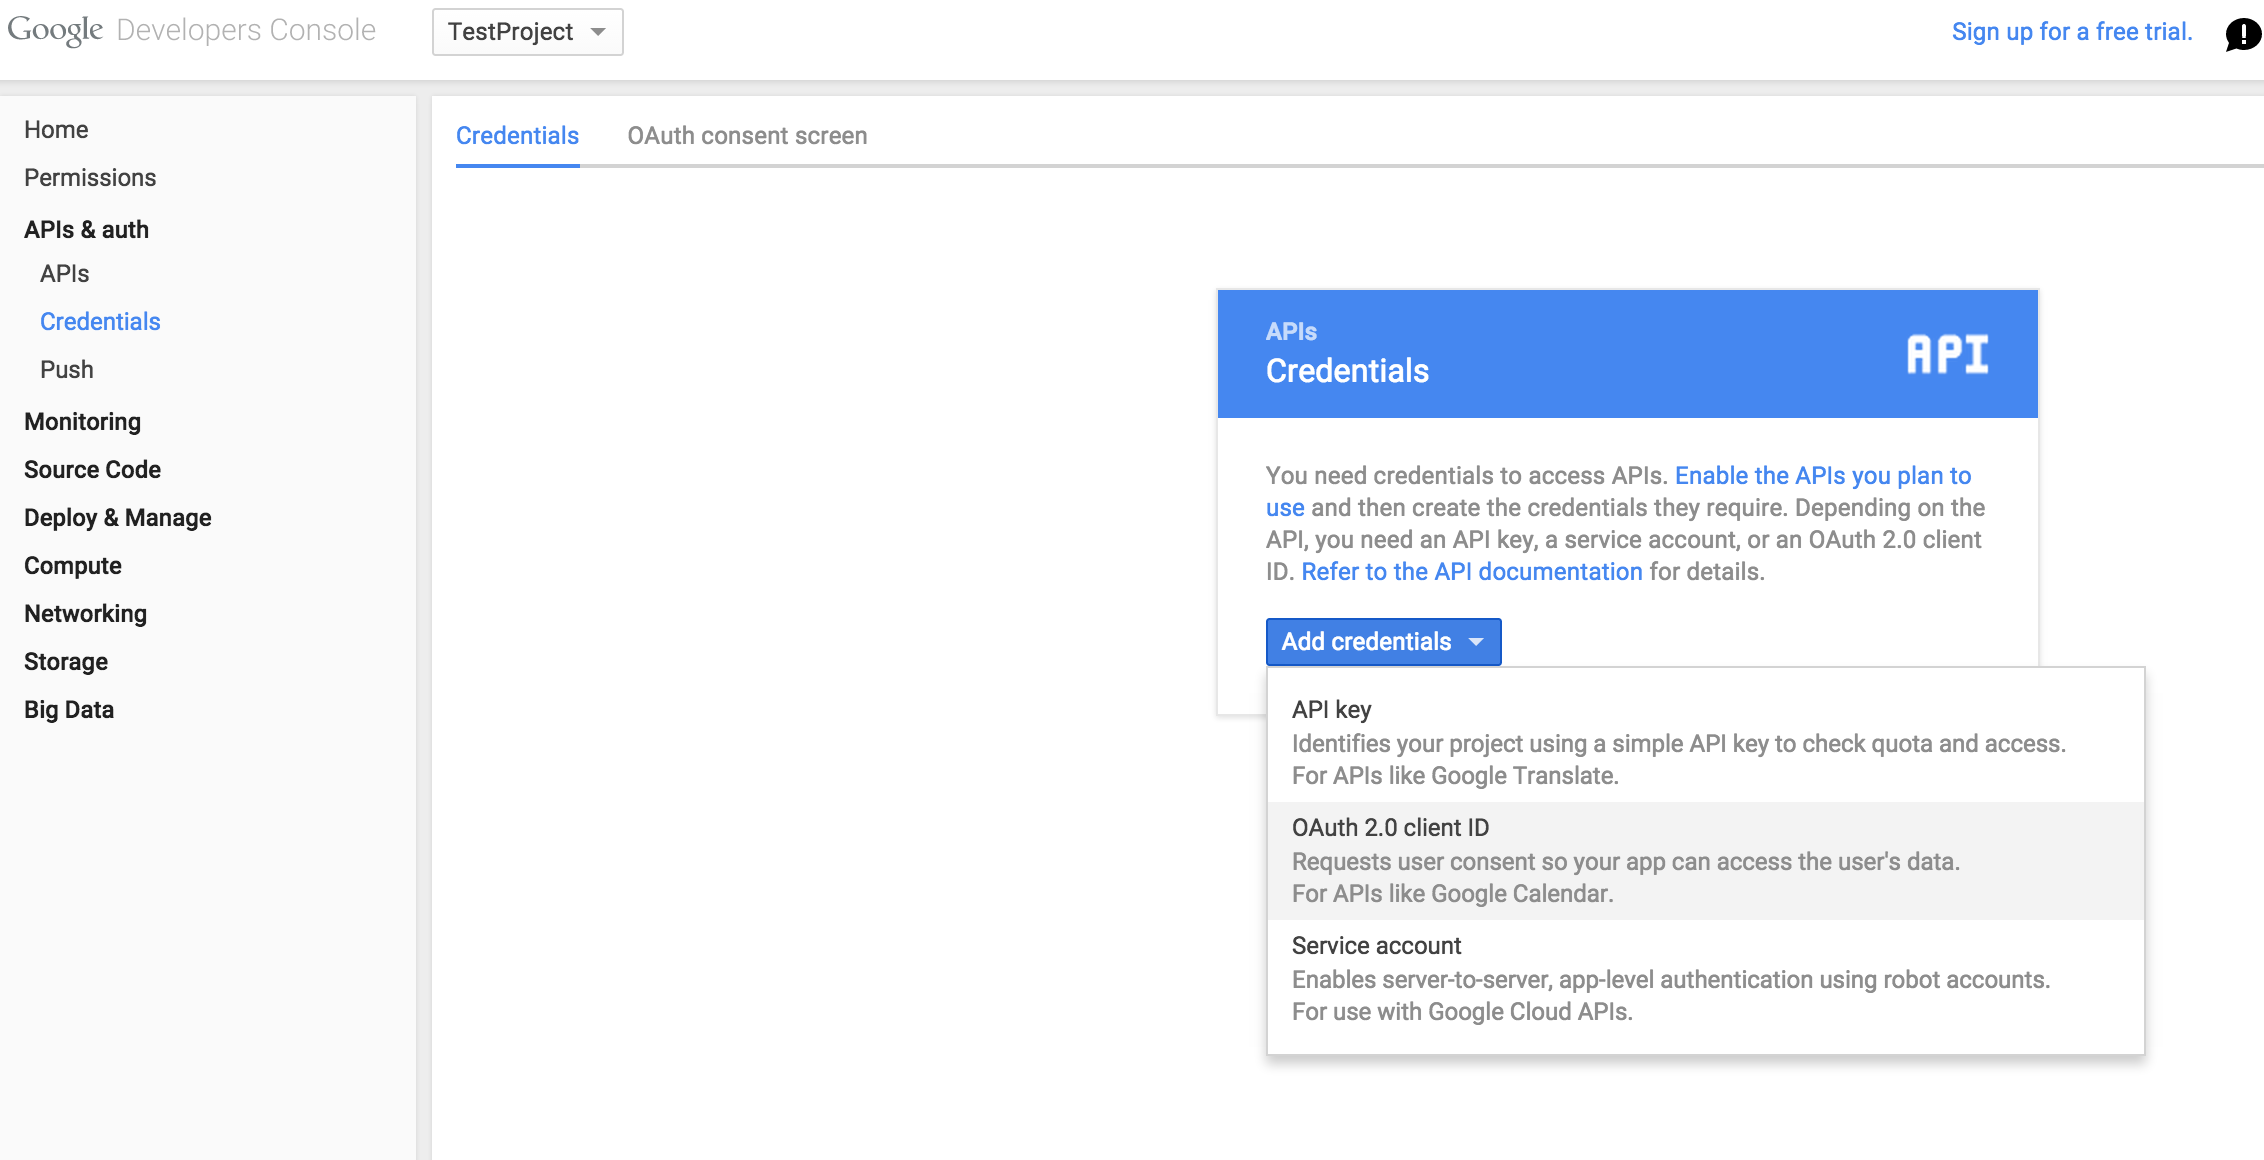 Google Developers Console
TestProject
Sign up for a free trial.
Home
Permissions
APIs & auth
APIs
Credentials
Push
Monitoring
Source Code
Deploy & Manage
Compute
Networking
Storage
Big Data
Credentials
OAuth consent screen
APIs
Credentials
API
You need credentials to access APIs. Enable the APIs you plan to
use and then create the credentials they require. Depending on the
API, you need an API key, a service account, or an OAuth 2.0 client
ID. Refer to the API documentation for details.
Add credentials
API key
Identifies your project using a simple API key to check quota and access.
For APIs like Google Translate.
OAuth 2.0 client ID
Requests user consent so your app can access the user's data.
For APIs like Google Calendar.
Service account
Enables server-to-server, app-level authentication using robot accounts.
For use with Google Cloud APIs.